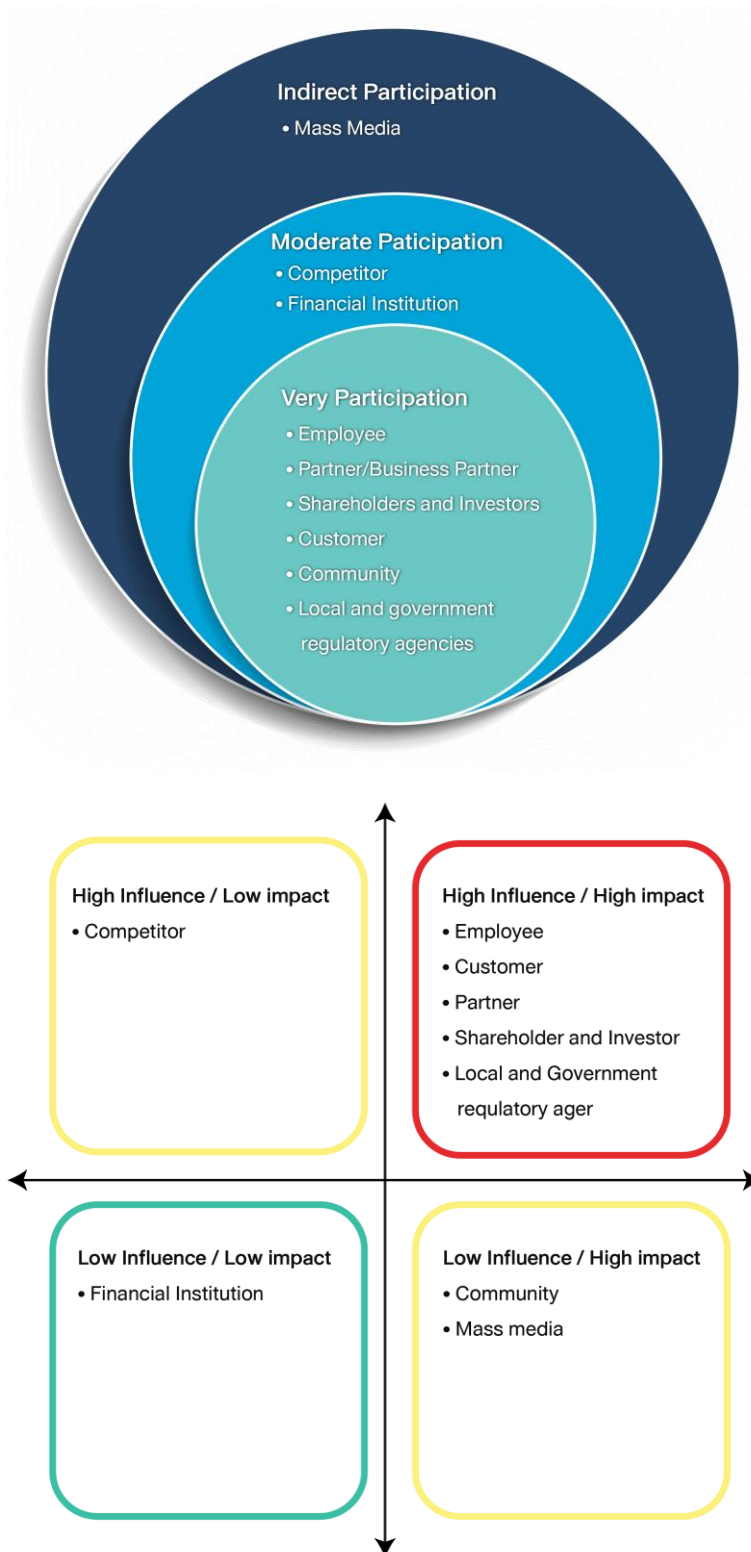 Indirect Participation
• Mass Media
Moderate Paticipation
• Competitor
• Financial Institution
Very Participation
• Employee
• Partner/Business Partner
• Shareholders and Investors
• Customer
• Community
• Local and government
regulatory agencies
High Influence / Low impact
• Competitor
High Influence / High impact
• Employee
• Customer
• Partner
• Shareholder and Investor
• Local and Government
requlatory ager
Low Influence / Low impact
• Financial Institution
Low Influence / High impact
• Community
• Mass media